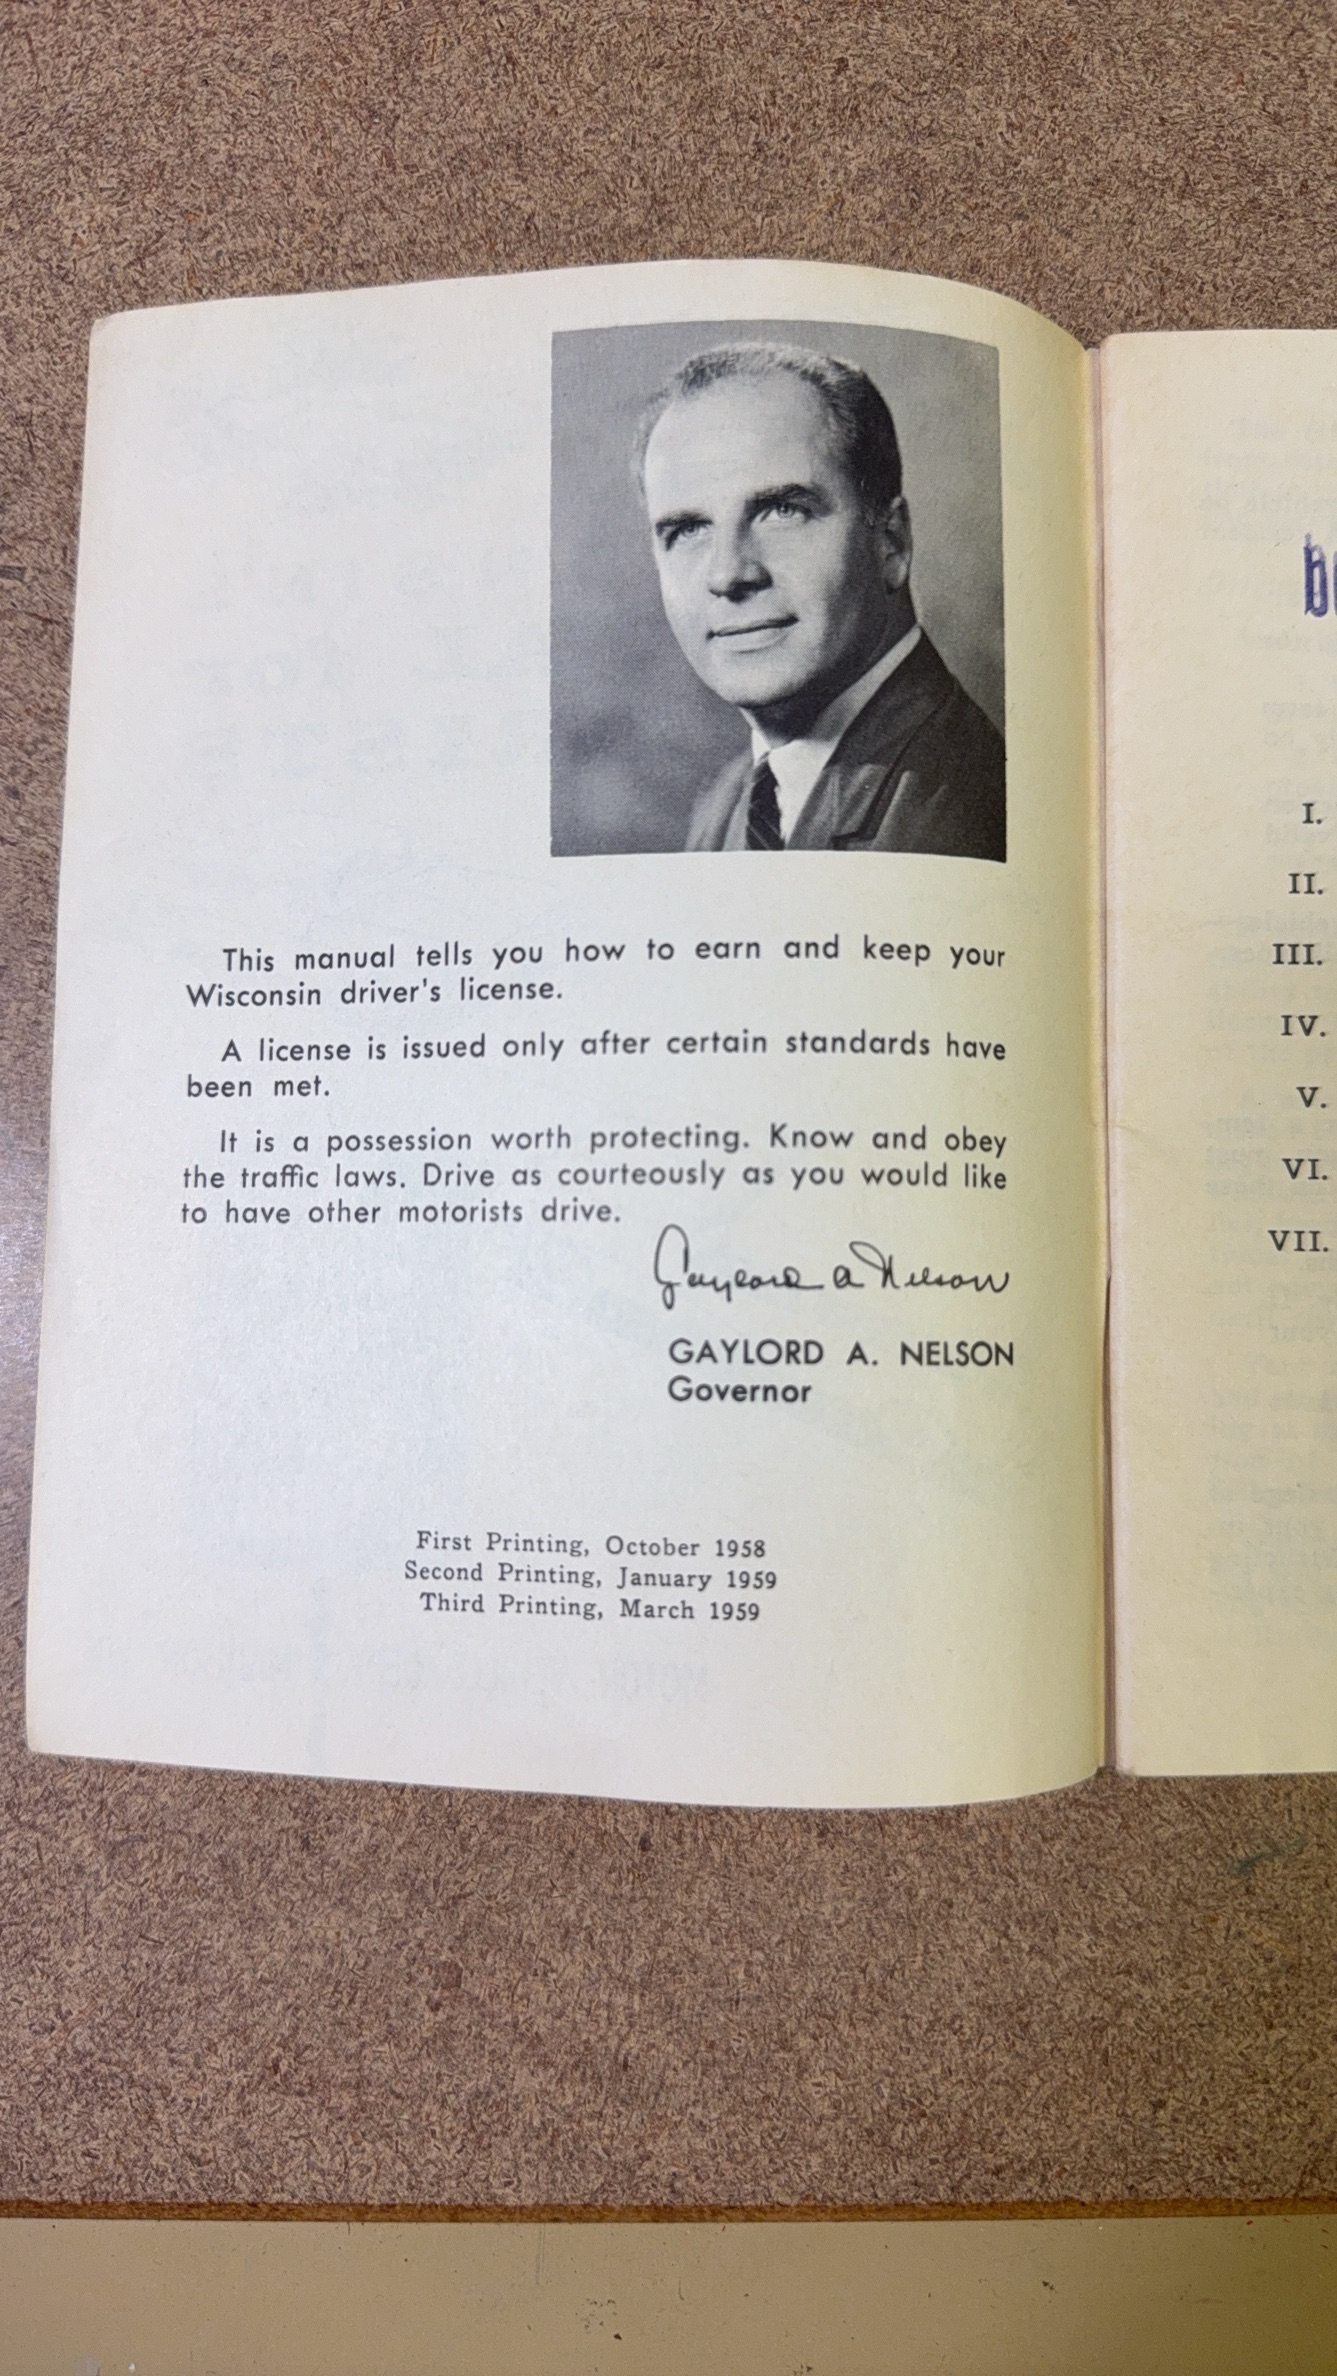 This manual tells you how to earn and keep your
Wisconsin driver's license.
A license is issued only after certain standards have
been met.
It is a possession worth protecting. Know and obey
the traffic laws. Drive as courteously as you would like
to have other motorists drive.
Gaylord A Nelson
GAYLORD A. NELSON
Governor
First Printing, October 1958
Second Printing, January 1959
Third Printing, March 1959
I.
II.
III.
IV.
V.
VI.
VII.